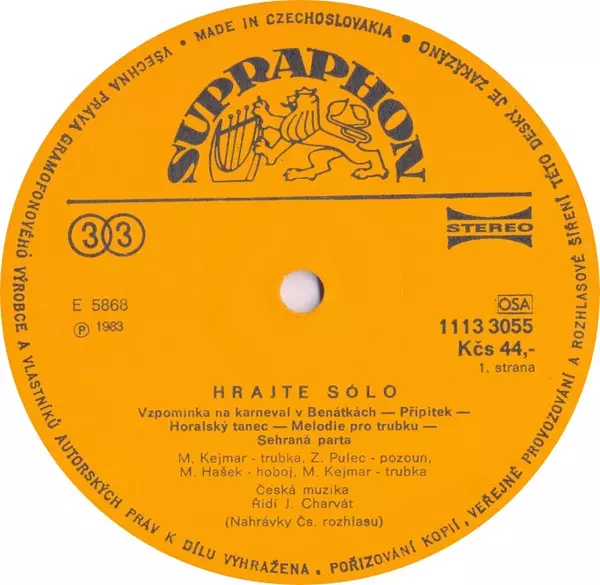 VŠECHNA PRÁVA GRAMOFONOVÉHO VÝROBCE A VLASTNÍKŮ AUTORSKÝCH PRÁV K DÍLU VYHRAŽENA. POŘIZOVÁNÍ KOPIÍ, VEŘEJNÉ PROVOZOVÁNÍ A ROZHLASOVÉ ŠÍŘENÍ TÉTO DESKY JE ZAKÁZÁNO • MADE IN CZECHOSLOVAKIA •
SUPRAPHON
33
STEREO
E 5868
Ⓟ 1983
OSA
1113 3055
Kčs 44,-
1. strana
HRAJTE SÓLO
Vzpomínka na karneval v Benátkách — Přípitek —
Horalský tanec — Melodie pro trubku —
Sehraná parta
M. Kejmar - trubka, Z. Pulec - pozoun,
M. Hašek - hoboj, M. Kejmar - trubka
Česká muzika
Řídí J. Charvát
(Nahrávky Čs. rozhlasu)